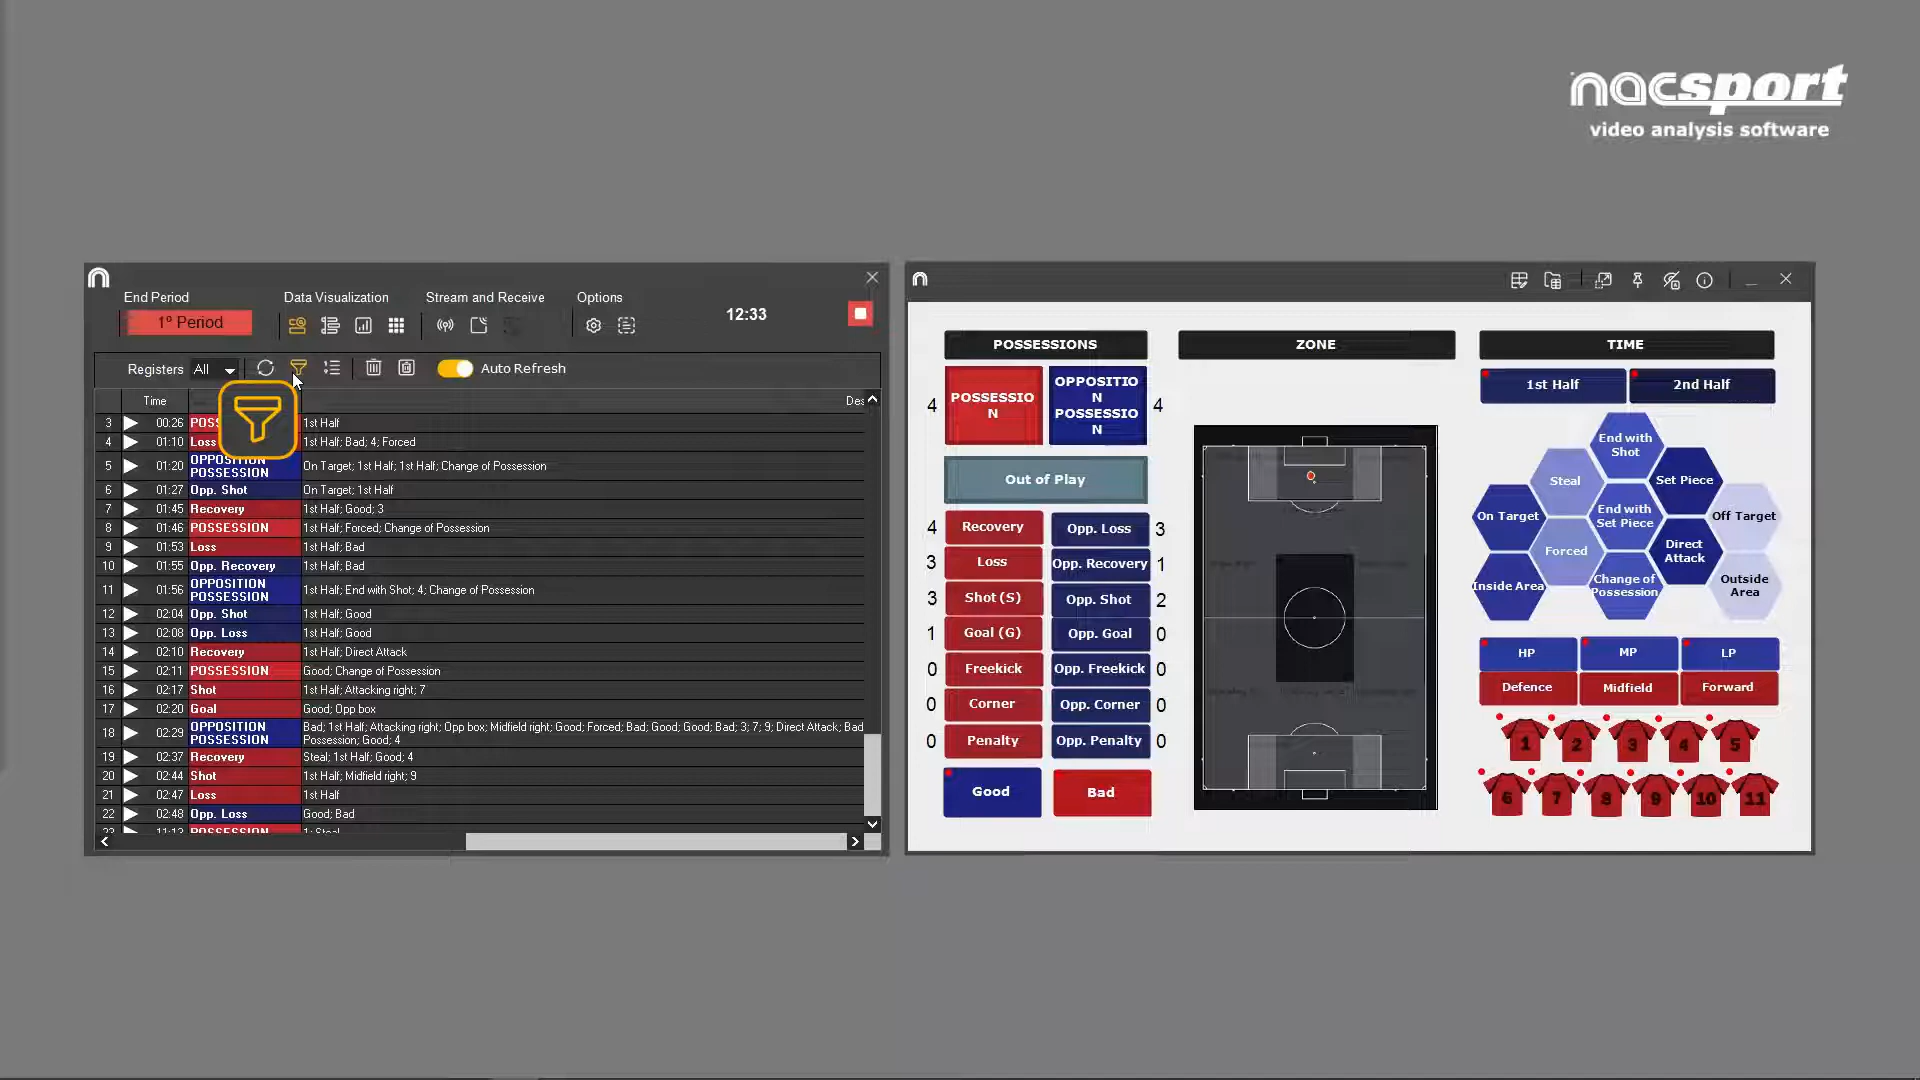 nacsport
video analysis software
End Period
Data Visualization
Stream and Receive
Options
1º Period
12:33
Registers
All
Auto Refresh
Time
Des
3 00:26 POSS 1st Half
4 01:10 Loss 1st Half; Bad; 4; Forced
5 01:20 OPPOSITION POSSESSION On Target; 1st Half; 1st Half; Change of Possession
6 01:27 Opp. Shot On Target; 1st Half
7 01:45 Recovery 1st Half; Good; 3
8 01:46 POSSESSION 1st Half; Forced; Change of Possession
9 01:53 Loss 1st Half; Bad
10 01:55 Opp. Recovery 1st Half; Bad
11 01:56 OPPOSITION POSSESSION 1st Half; End with Shot; 4; Change of Possession
12 02:04 Opp. Shot 1st Half; Good
13 02:08 Opp. Loss 1st Half; Good
14 02:10 Recovery 1st Half; Direct Attack
15 02:11 POSSESSION Good; Change of Possession
16 02:17 Shot 1st Half; Attacking right; 7
17 02:20 Goal Good; Opp box
18 02:29 OPPOSITION POSSESSION Bad; 1st Half; Attacking right; Opp box; Midfield right; Good; Forced; Bad; Good; Good; Bad; 3; 7; 9; Direct Attack; Bad
Possession; Good; 4
19 02:37 Recovery Steal; 1st Half; Good; 4
20 02:44 Shot 1st Half; Midfield right; 9
21 02:47 Loss 1st Half
22 02:48 Opp. Loss Good; Bad
23 11:13 POSSESSION 1; Steal
POSSESSIONS
4
POSSESSIO
N
OPPOSITIO
N
POSSESSIO
N
4
Out of Play
4 Recovery Opp. Loss 3
3 Loss Opp. Recovery 1
3 Shot (S) Opp. Shot 2
1 Goal (G) Opp. Goal 0
0 Freekick Opp. Freekick 0
0 Corner Opp. Corner 0
0 Penalty Opp. Penalty 0
Good
Bad
ZONE
TIME
1st Half
2nd Half
End with
Shot
Steal
Set Piece
On Target
End with
Set Piece
Off Target
Forced
Direct
Attack
Inside Area
Change of
Possession
Outside
Area
HP
MP
LP
Defence
Midfield
Forward
1 2 3 4 5
6 7 8 9 10 11